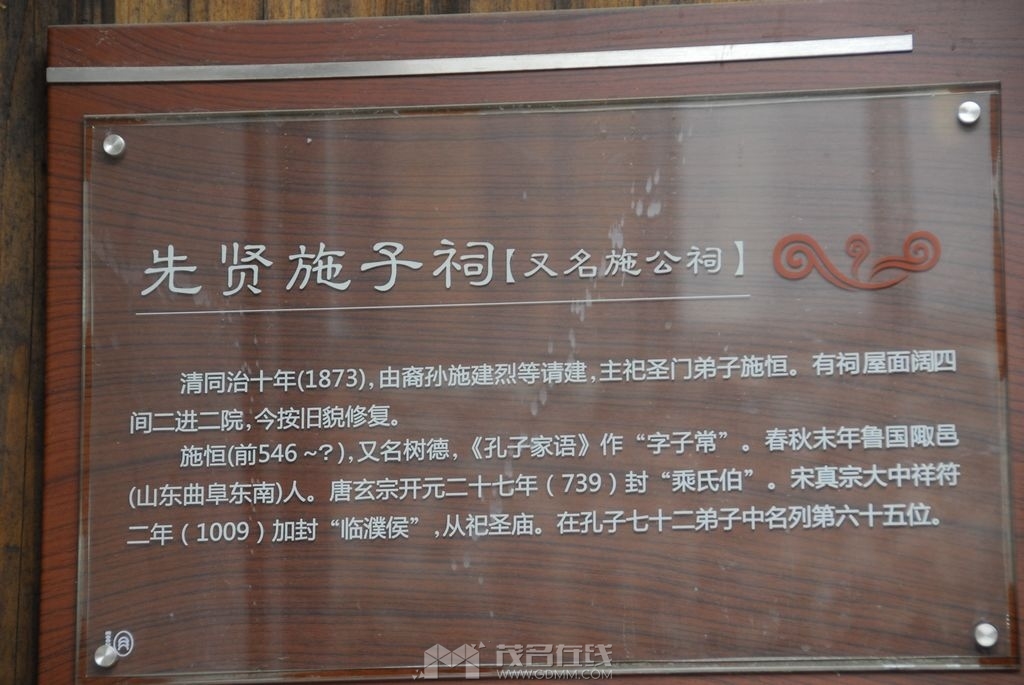 先贤施子祠【又名施公祠】
清同治十年(1873),由裔孙施建烈等请建,主祀圣门弟子施恒。有祠屋面阔四
间二进二院,今按旧貌修复。
施恒(前546~?),又名树德,《孔子家语》作“字子常”。春秋末年鲁国陬邑
(山东曲阜东南)人。唐玄宗开元二十七年(739)封“乘氏伯”。宋真宗大中祥符
二年(1009)加封“临濮侯”,从祀圣庙。在孔子七十二弟子中名列第六十五位。
茂名在线
WWW.GDMM.COM